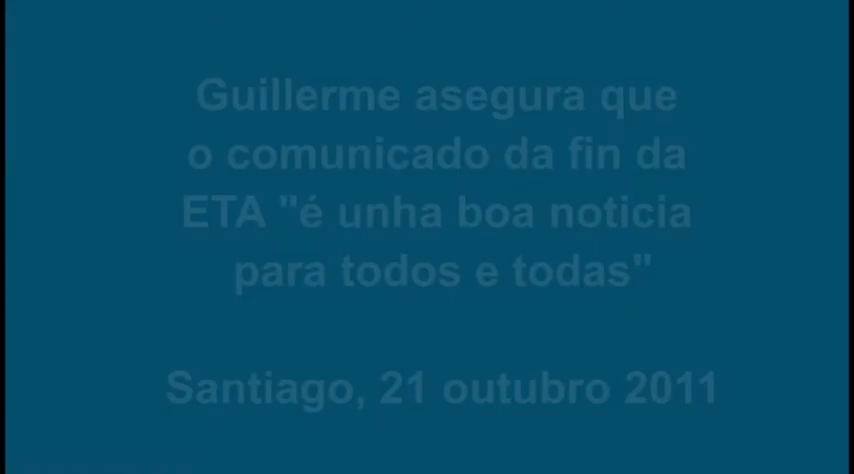 Guillerme asegura que
o comunicado da fin da
ETA "é unha boa noticia
para todos e todas"
Santiago, 21 outubro 2011